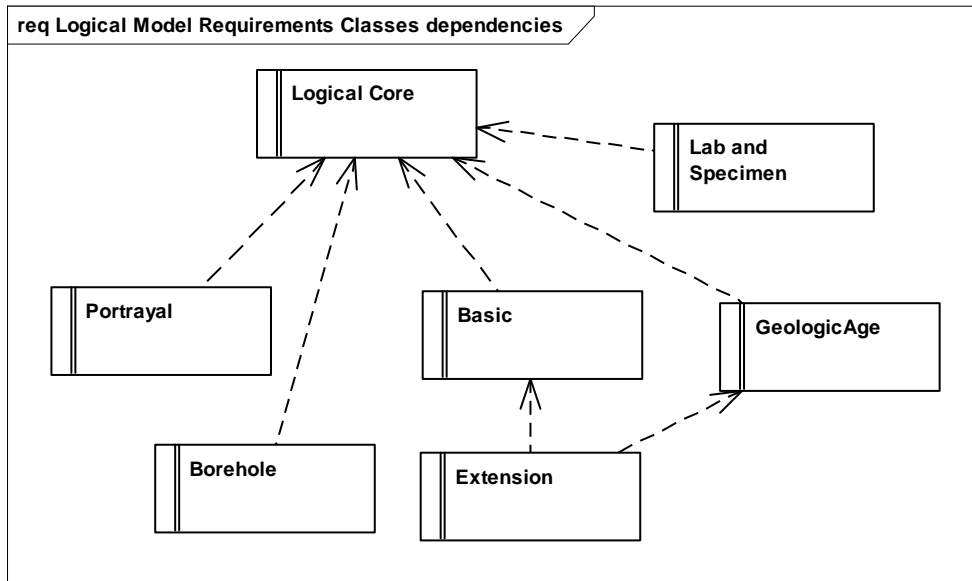 req Logical Model Requirements Classes dependencies
Logical Core
Lab and
Specimen
Portrayal
Basic
GeologicAge
Borehole
Extension